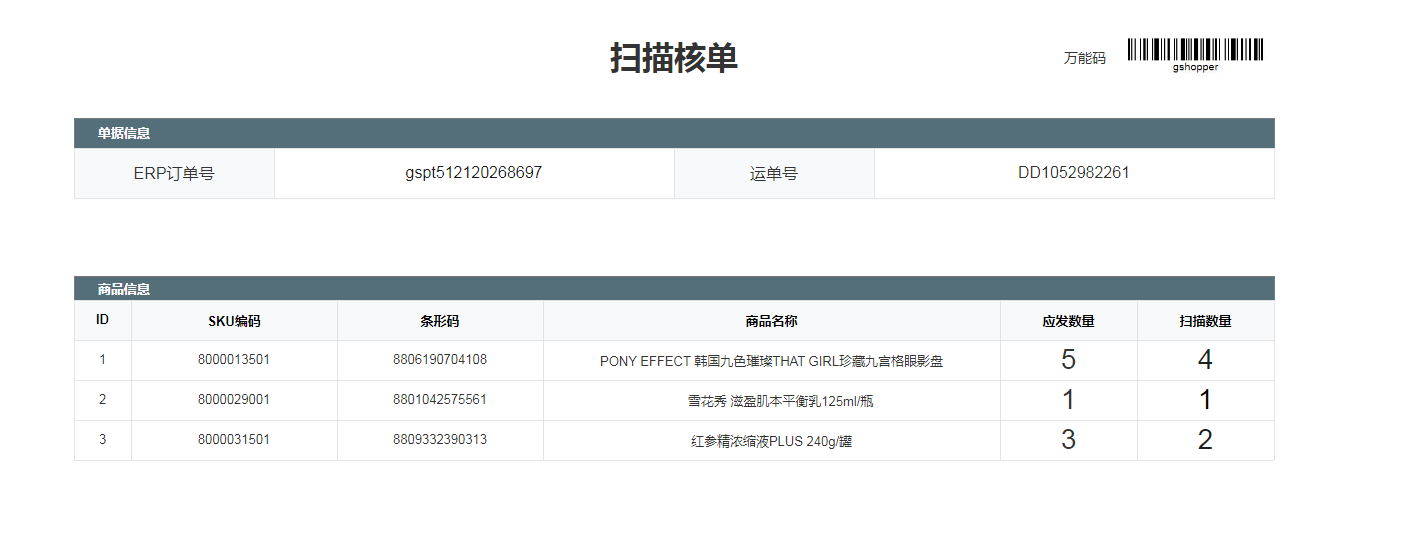 扫描核单
万能码
gshopper
单据信息
ERP订单号 gspt512120268697 运单号 DD1052982261
商品信息
ID SKU编码 条形码 商品名称 应发数量 扫描数量
1 8000013501 8806190704108 PONY EFFECT 韩国九色璀璨THAT GIRL珍藏九宫格眼影盘 5 4
2 8000029001 8801042575561 雪花秀 滋盈肌本平衡乳125ml/瓶 1 1
3 8000031501 8809332390313 红参精浓缩液PLUS 240g/罐 3 2